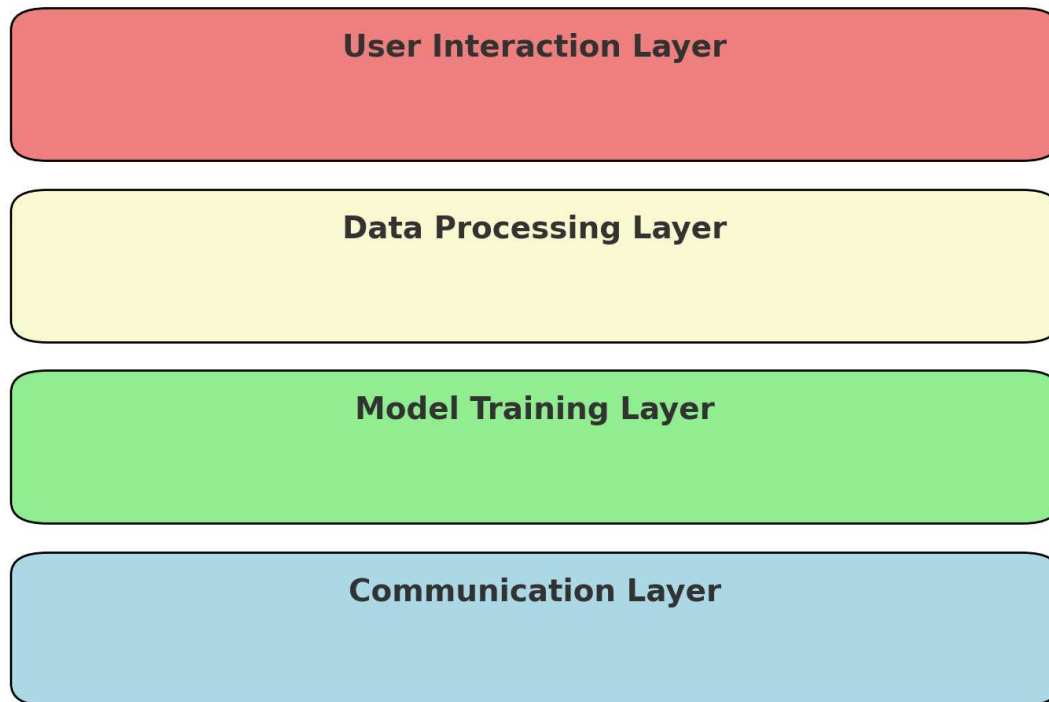 User Interaction Layer
Data Processing Layer
Model Training Layer
Communication Layer